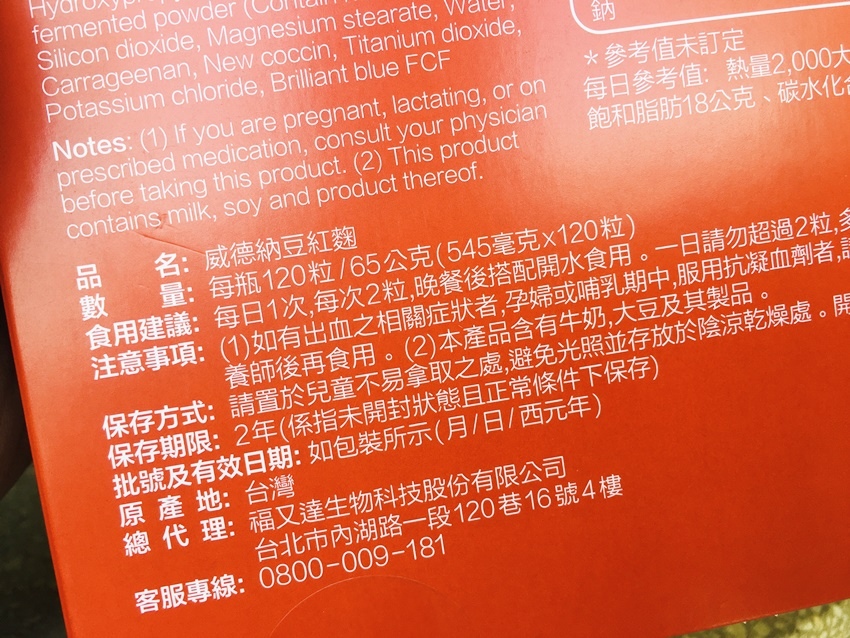 fermented powder
Silicon dioxide, Magnesium stearate, Water,
Carrageenan, New coccin, Titanium dioxide,
Potassium chloride, Brilliant blue FCF
Notes: (1) If you are pregnant, lactating, or on
prescribed medication, consult your physician
before taking this product. (2) This product
contains milk, soy and product thereof.
鈉
＊參考值未訂定
每日參考值: 熱量2,000大
飽和脂肪18公克、碳水化合
品 名: 威德納豆紅麴
數 量: 每瓶120粒/65公克(545毫克x120粒)
食用建議: 每日1次,每次2粒,晚餐後搭配開水食用。一日請勿超過2粒,多
注意事項: (1)如有出血之相關症狀者,孕婦或哺乳期中,服用抗凝血劑者,請
養師後再食用。(2)本產品含有牛奶,大豆及其製品。
保存方式: 請置於兒童不易拿取之處,避免光照並存放於陰涼乾燥處。開
保存期限: 2年(係指未開封狀態且正常條件下保存)
批號及有效日期: 如包裝所示(月/日/西元年)
原 產 地: 台灣
總 代 理: 福又達生物科技股份有限公司
台北市內湖路一段120巷16號4樓
客服專線: 0800-009-181